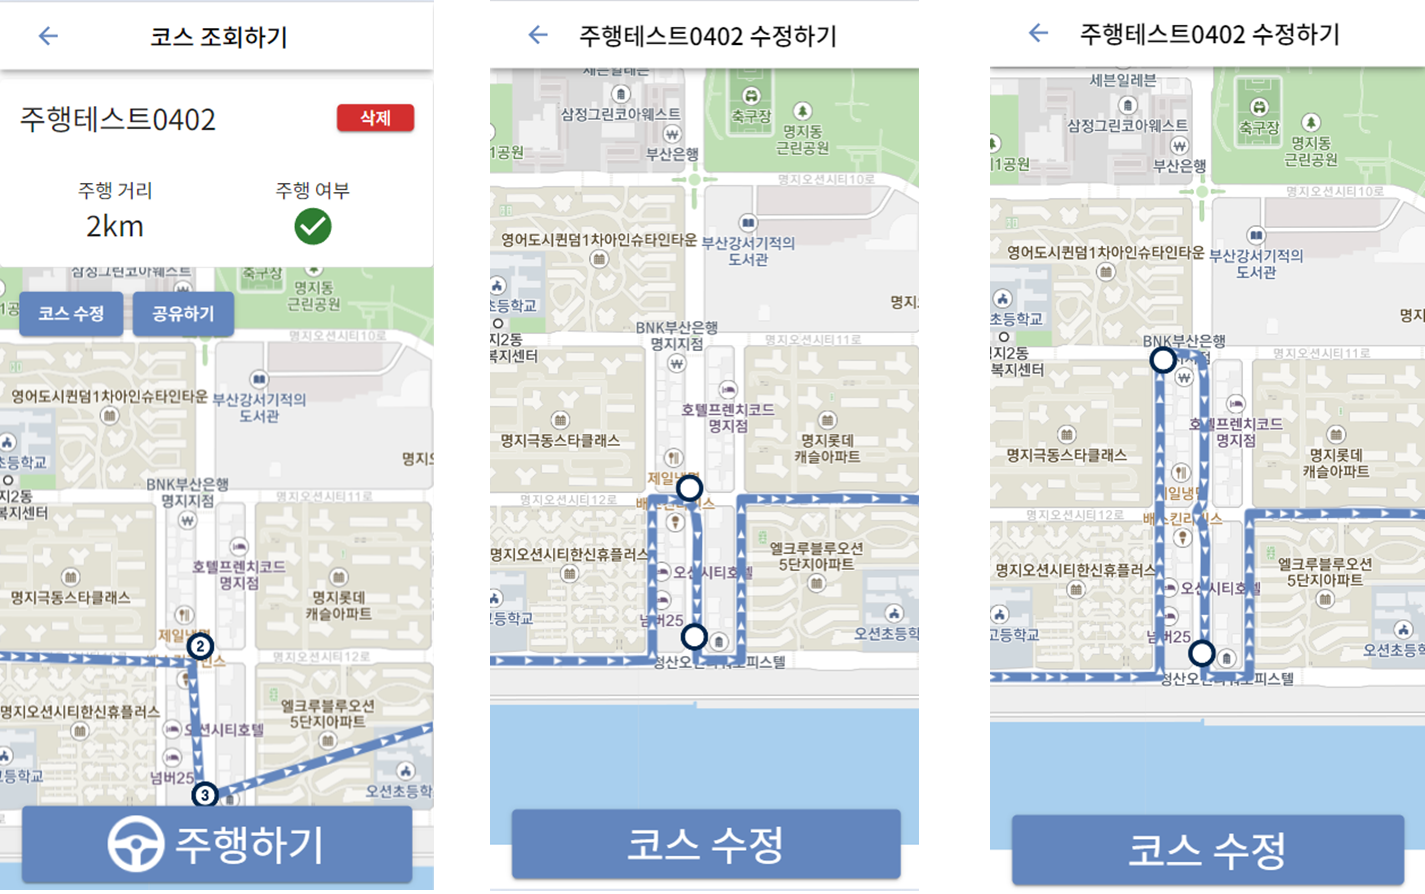 코스 조회하기
주행테스트0402
삭제
주행 거리
2km
주행 여부
삼정그린코아웨스트
축구장
명지동
근린공원
코스 수정
공유하기
명지오션시티10로
영어도시퀸덤1차아인슈타인타운
부산강서기적의
도서관
초등학교
명지
지2동
복지센터
BNK부산은행
명지지점
명지오션시티11로
호텔프렌치코드
명지점
명지극동스타클래스
명지롯데
캐슬아파트
제일
2
명지오션시티12로
명지오션시티한신휴플러스
엘크루블루오션
5단지아파트
오션시티호텔
넘버25
3
고등학교
오션초등학
주행하기
주행테스트0402 수정하기
세븐일레븐
삼정그린코아웨스트
축구장
명지동
근린공원
1공원
부산은행
명지오션시티10로
영어도시퀸덤1차아인슈타인타운
부산강서기적의
도서관
초등학교
명지
지2동
복지센터
BNK부산은행
명지지점
명지오션시티11로
호텔프렌치코드
명지점
명지극동스타클래스
명지롯데
캐슬아파트
제일
명지오션시티12로
명지오션시티한신휴플러스
엘크루블루오션
5단지아파트
오션시티호텔
넘버25
고등학교
오션초등학
코스 수정
주행테스트0402 수정하기
세븐일레븐
삼정그린코아웨스트
축구장
명지동
근린공원
1공원
부산은행
명지오션시티10로
영어도시퀸덤1차아인슈타인타운
부산강서기적의
도서관
초등학교
명지
지2동
복지센터
BNK부산은행
명지오션시티11로
호텔프렌치코드
명지점
명지극동스타클래스
명지롯데
캐슬아파트
명지오션시티12로
명지오션시티한신휴플러스
엘크루블루오션
5단지아파트
오션시티호텔
넘버25
고등학교
오션초등학
코스 수정